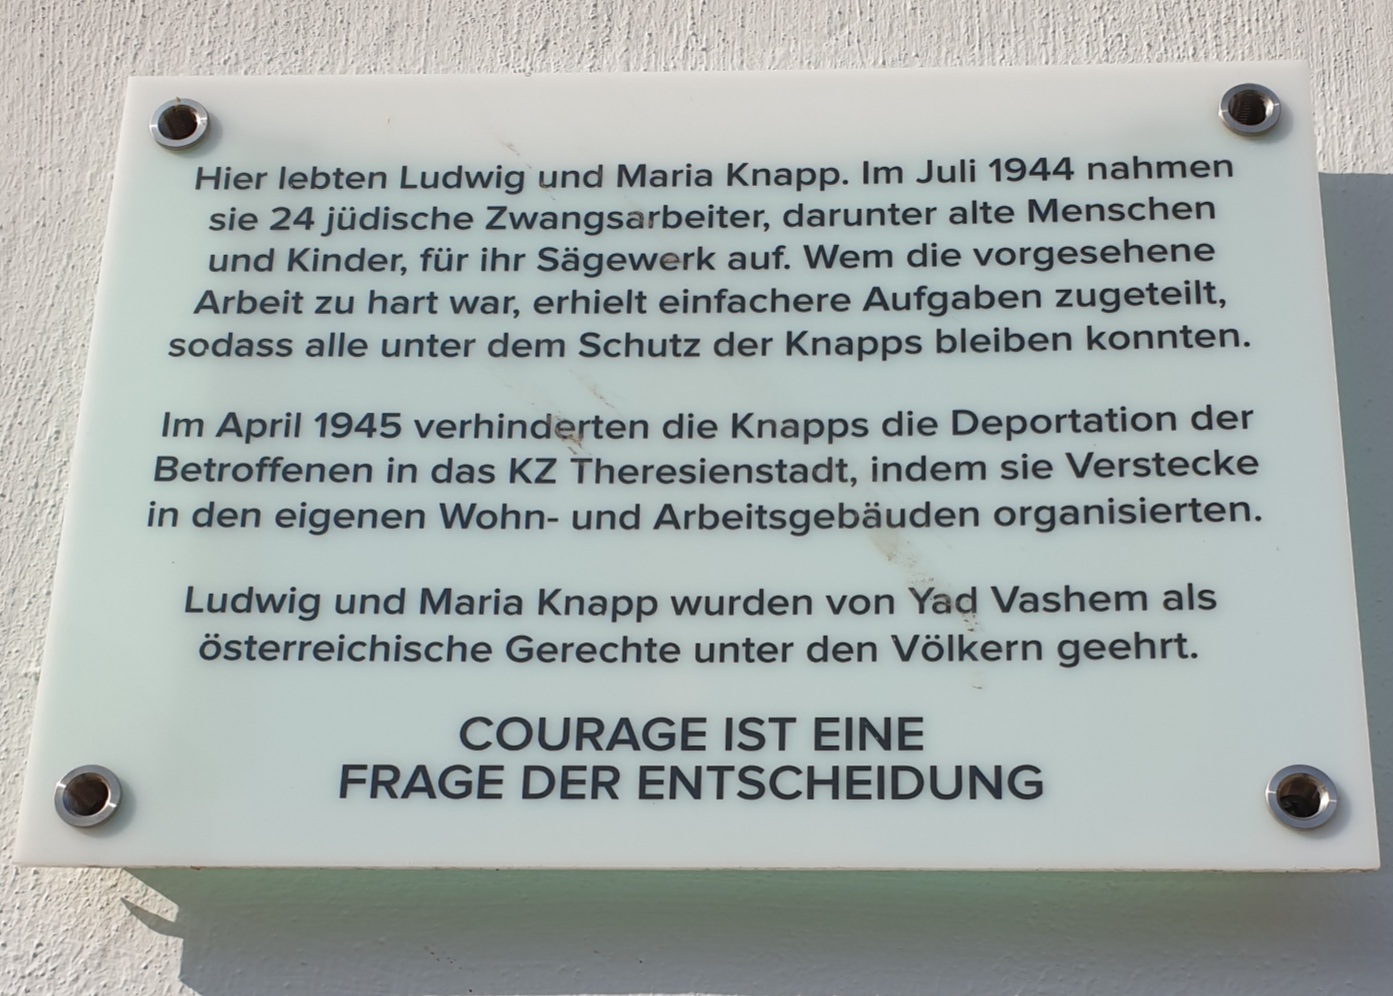 Hier lebten Ludwig und Maria Knapp. Im Juli 1944 nahmen
sie 24 jüdische Zwangsarbeiter, darunter alte Menschen
und Kinder, für ihr Sägewerk auf. Wem die vorgesehene
Arbeit zu hart war, erhielt einfachere Aufgaben zugeteilt,
sodass alle unter dem Schutz der Knapps bleiben konnten.
Im April 1945 verhinderten die Knapps die Deportation der
Betroffenen in das KZ Theresienstadt, indem sie Verstecke
in den eigenen Wohn- und Arbeitsgebäuden organisierten.
Ludwig und Maria Knapp wurden von Yad Vashem als
österreichische Gerechte unter den Völkern geehrt.
COURAGE IST EINE
FRAGE DER ENTSCHEIDUNG